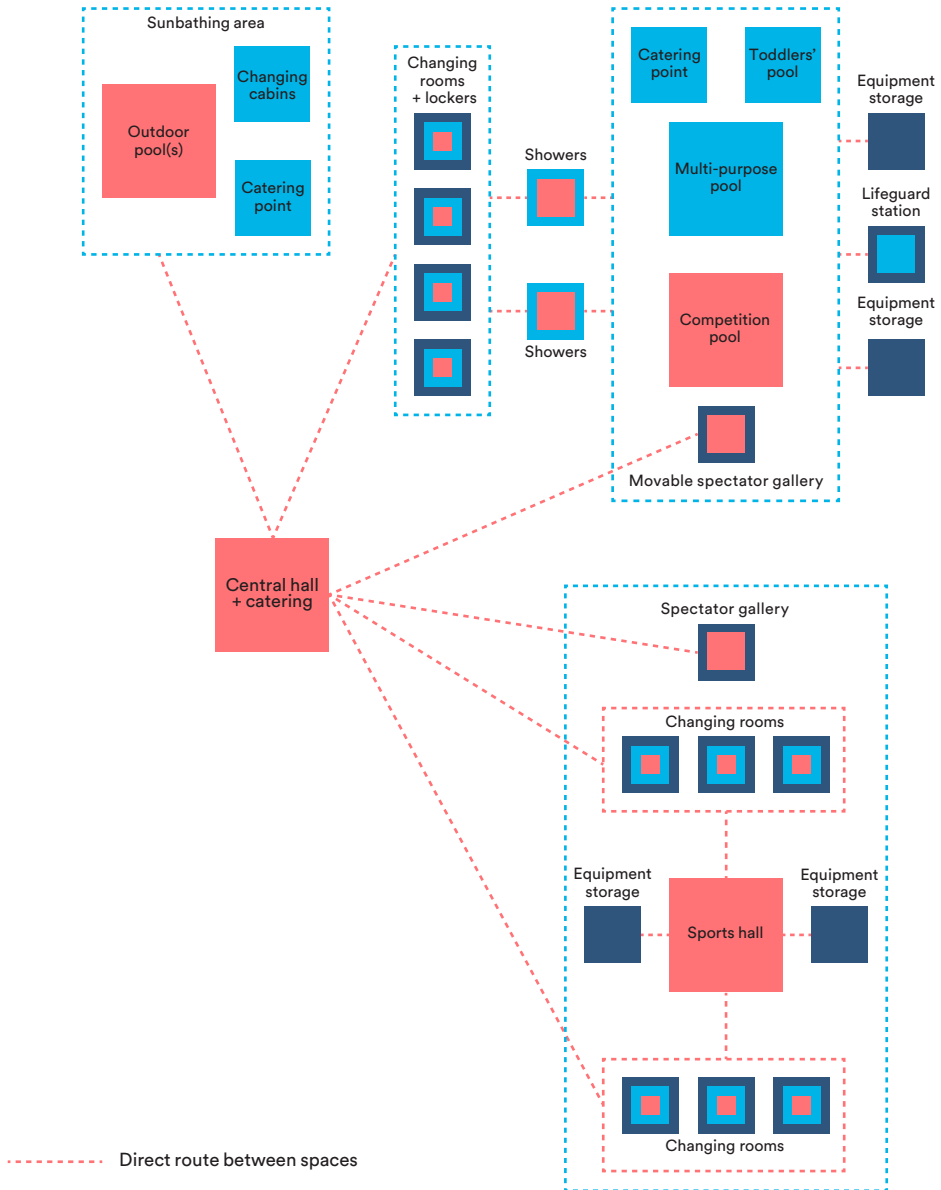 Sunbathing area
Changing
cabins
Outdoor
pool(s)
Catering
point
Changing
rooms
+ lockers
Showers
Showers
Catering
point
Toddlers’
pool
Multi-purpose
pool
Competition
pool
Movable spectator gallery
Equipment
storage
Lifeguard
station
Equipment
storage
Central hall
+ catering
Spectator gallery
Changing rooms
Equipment
storage
Sports hall
Equipment
storage
Changing rooms
Direct route between spaces